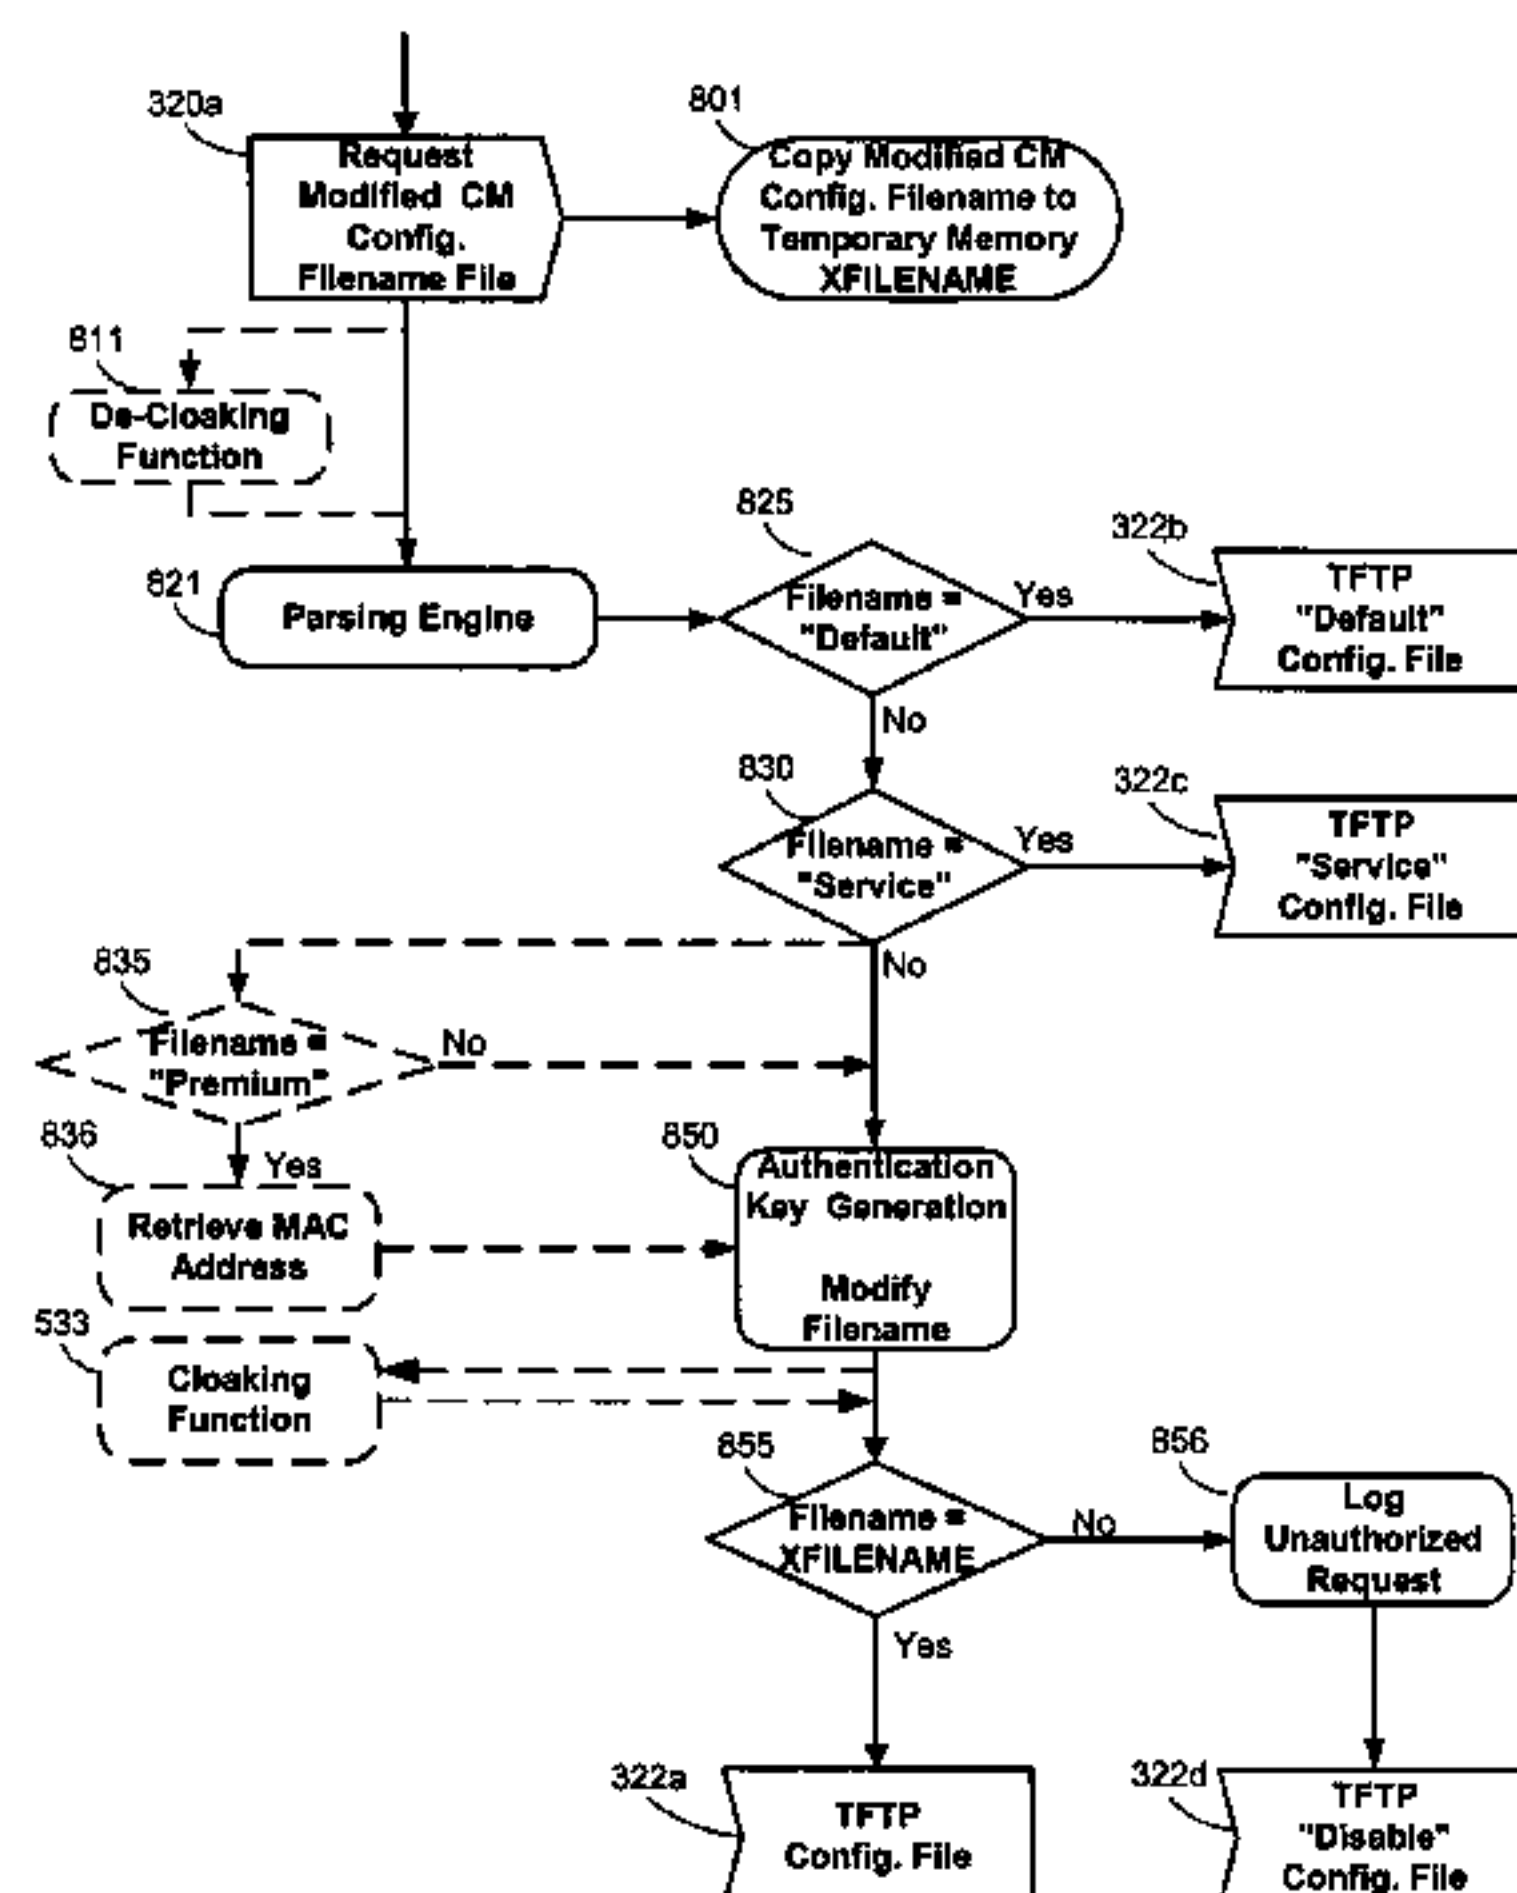 320a
Request
Modified CM
Config.
Filename File
801
Copy Modified CM
Config. Filename to
Temporary Memory
XFILENAME
811
De-Cloaking
Function
821
Parsing Engine
825
Filename =
"Default"
Yes
No
322b
TFTP
"Default"
Config. File
830
Filename =
"Service"
Yes
No
322c
TFTP
"Service"
Config. File
835
Filename =
"Premium"
No
Yes
836
Retrieve MAC
Address
850
Authentication
Key Generation
Modify
Filename
533
Cloaking
Function
855
Filename =
XFILENAME
No
Yes
856
Log
Unauthorized
Request
322a
TFTP
Config. File
322d
TFTP
"Disable"
Config. File